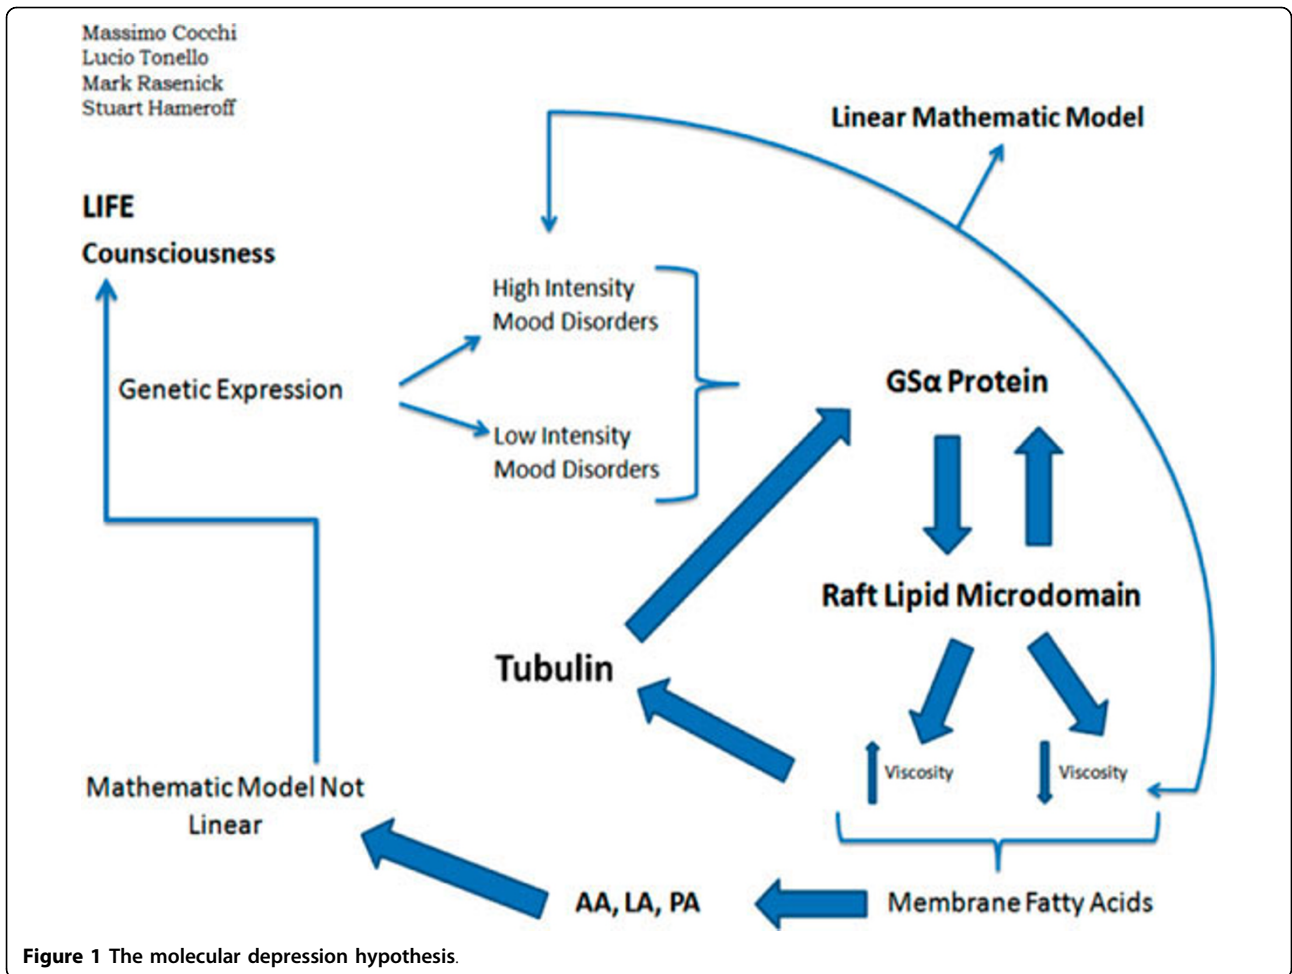 Massimo Cocchi
Lucio Tonello
Mark Rasenick
Stuart Hameroff
Linear Mathematic Model
LIFE
Counsciousness
High Intensity
Mood Disorders
Genetic Expression
GSα Protein
Low Intensity
Mood Disorders
Raft Lipid Microdomain
Tubulin
Viscosity
Viscosity
Mathematic Model Not
Linear
AA, LA, PA
Membrane Fatty Acids
Figure 1 The molecular depression hypothesis.